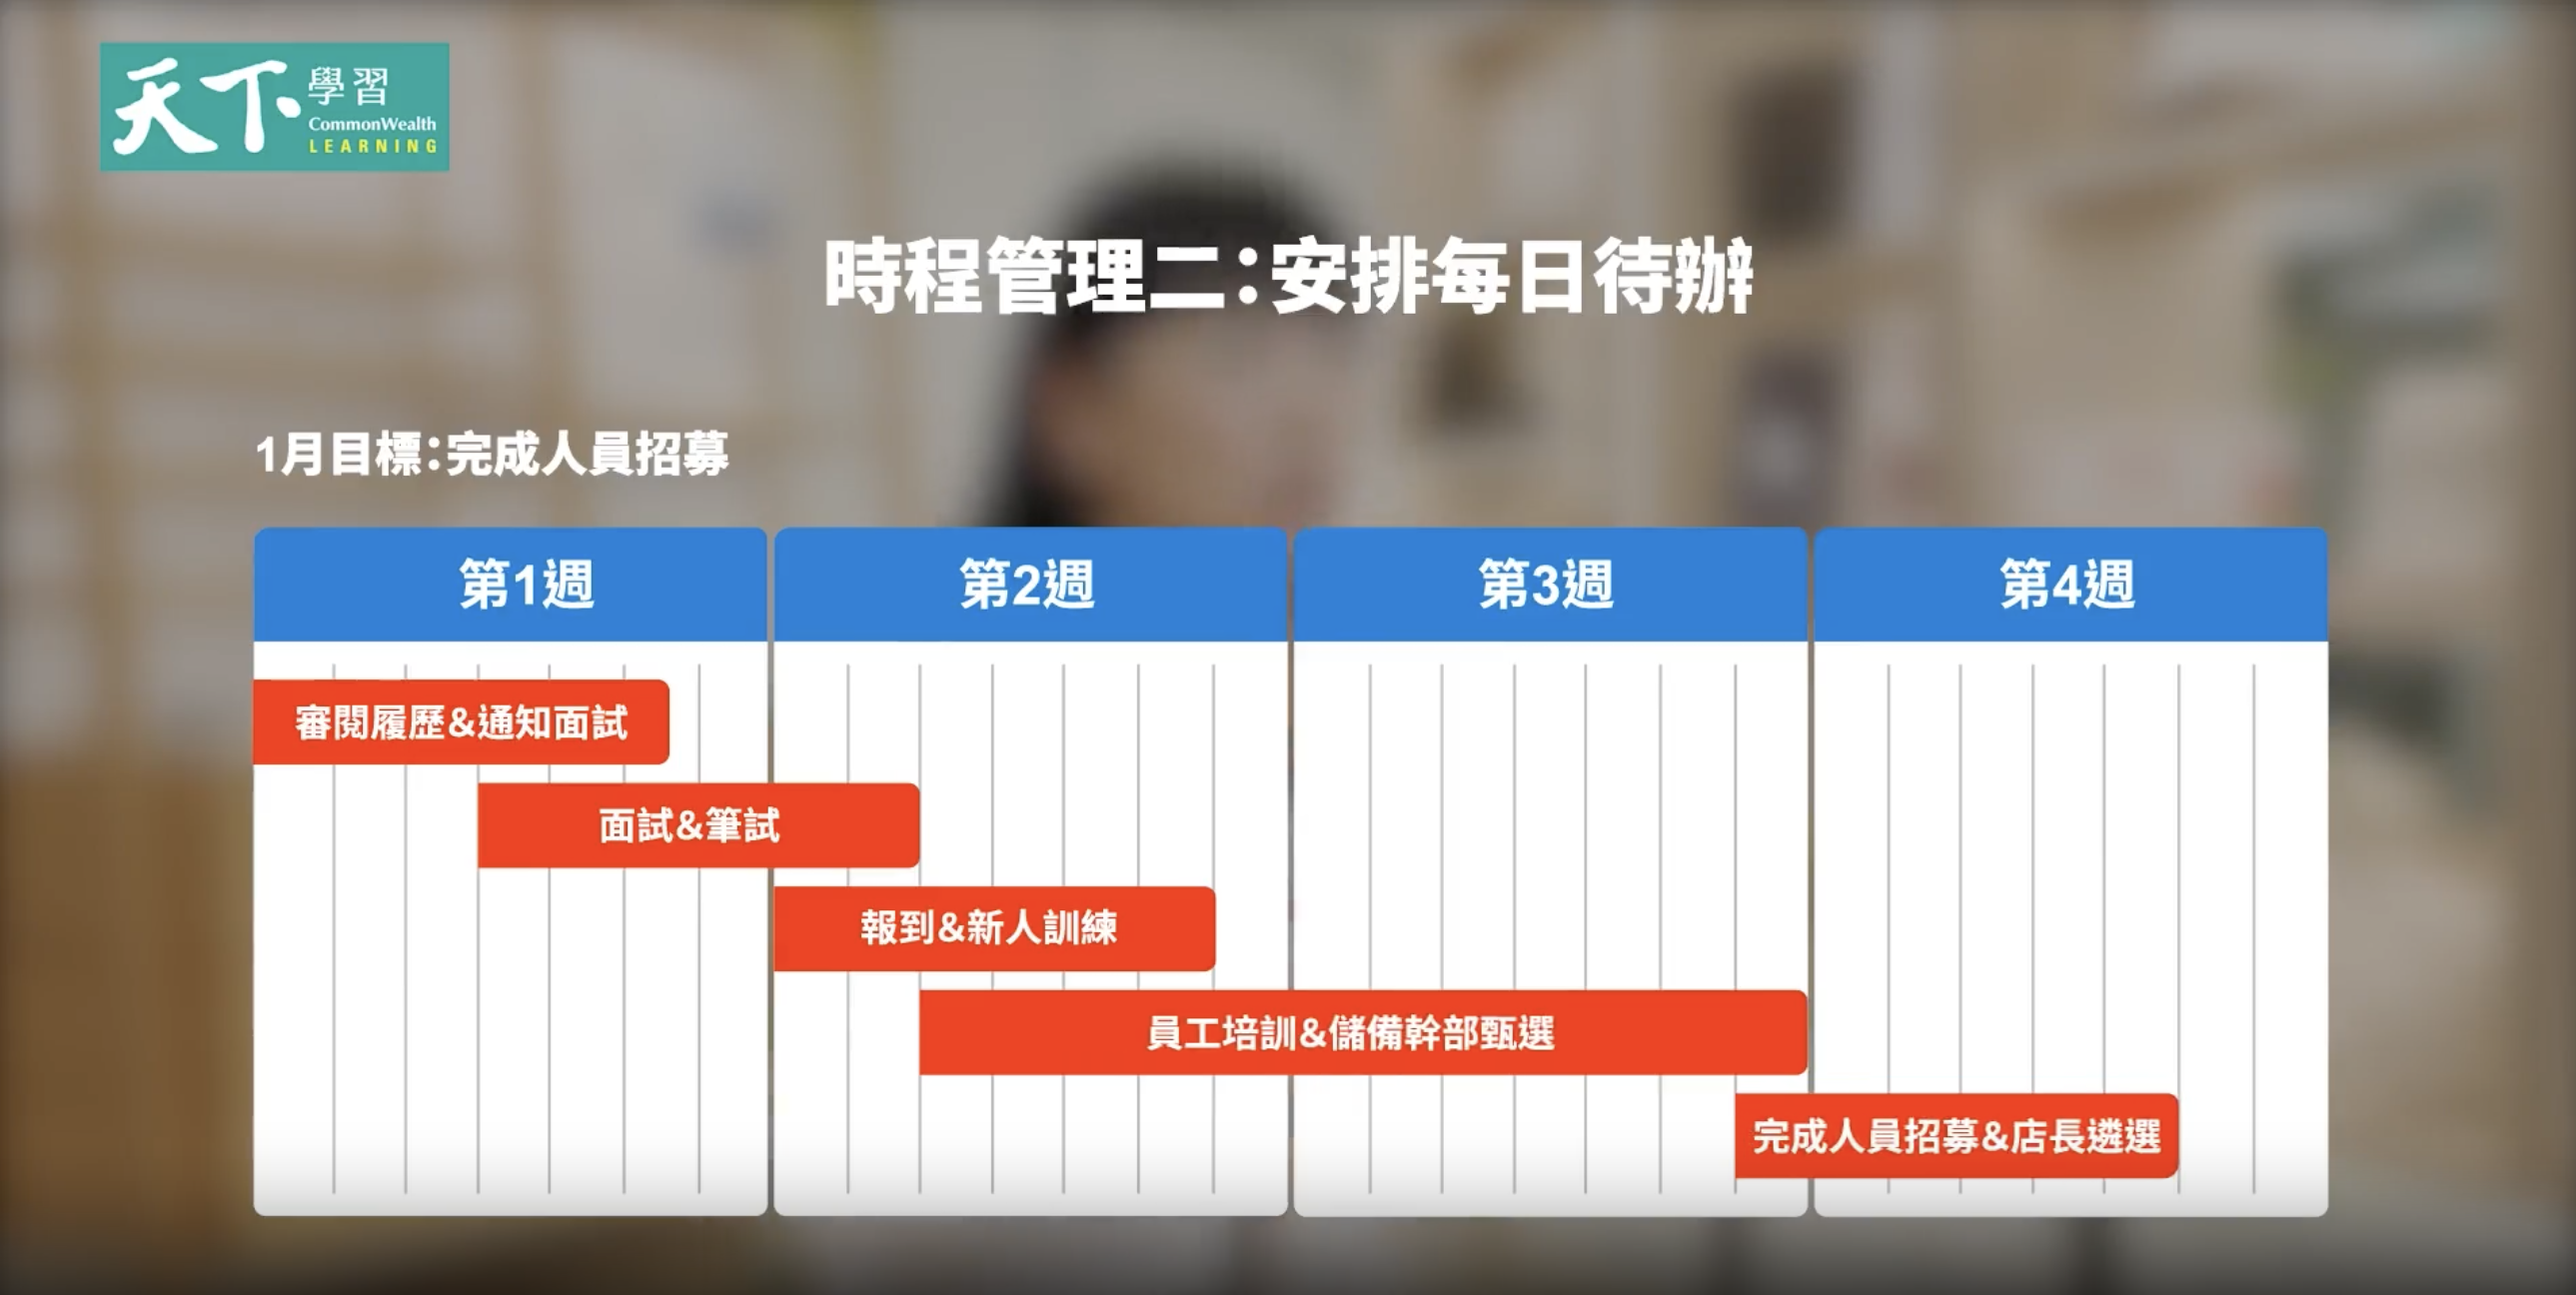 天下學習
CommonWealth
LEARNING
時程管理二：安排每日待辦
1月目標：完成人員招募
第1週
第2週
第3週
第4週
審閱履歷&通知面試
面試&筆試
報到&新人訓練
員工培訓&儲備幹部甄選
完成人員招募&店長遴選